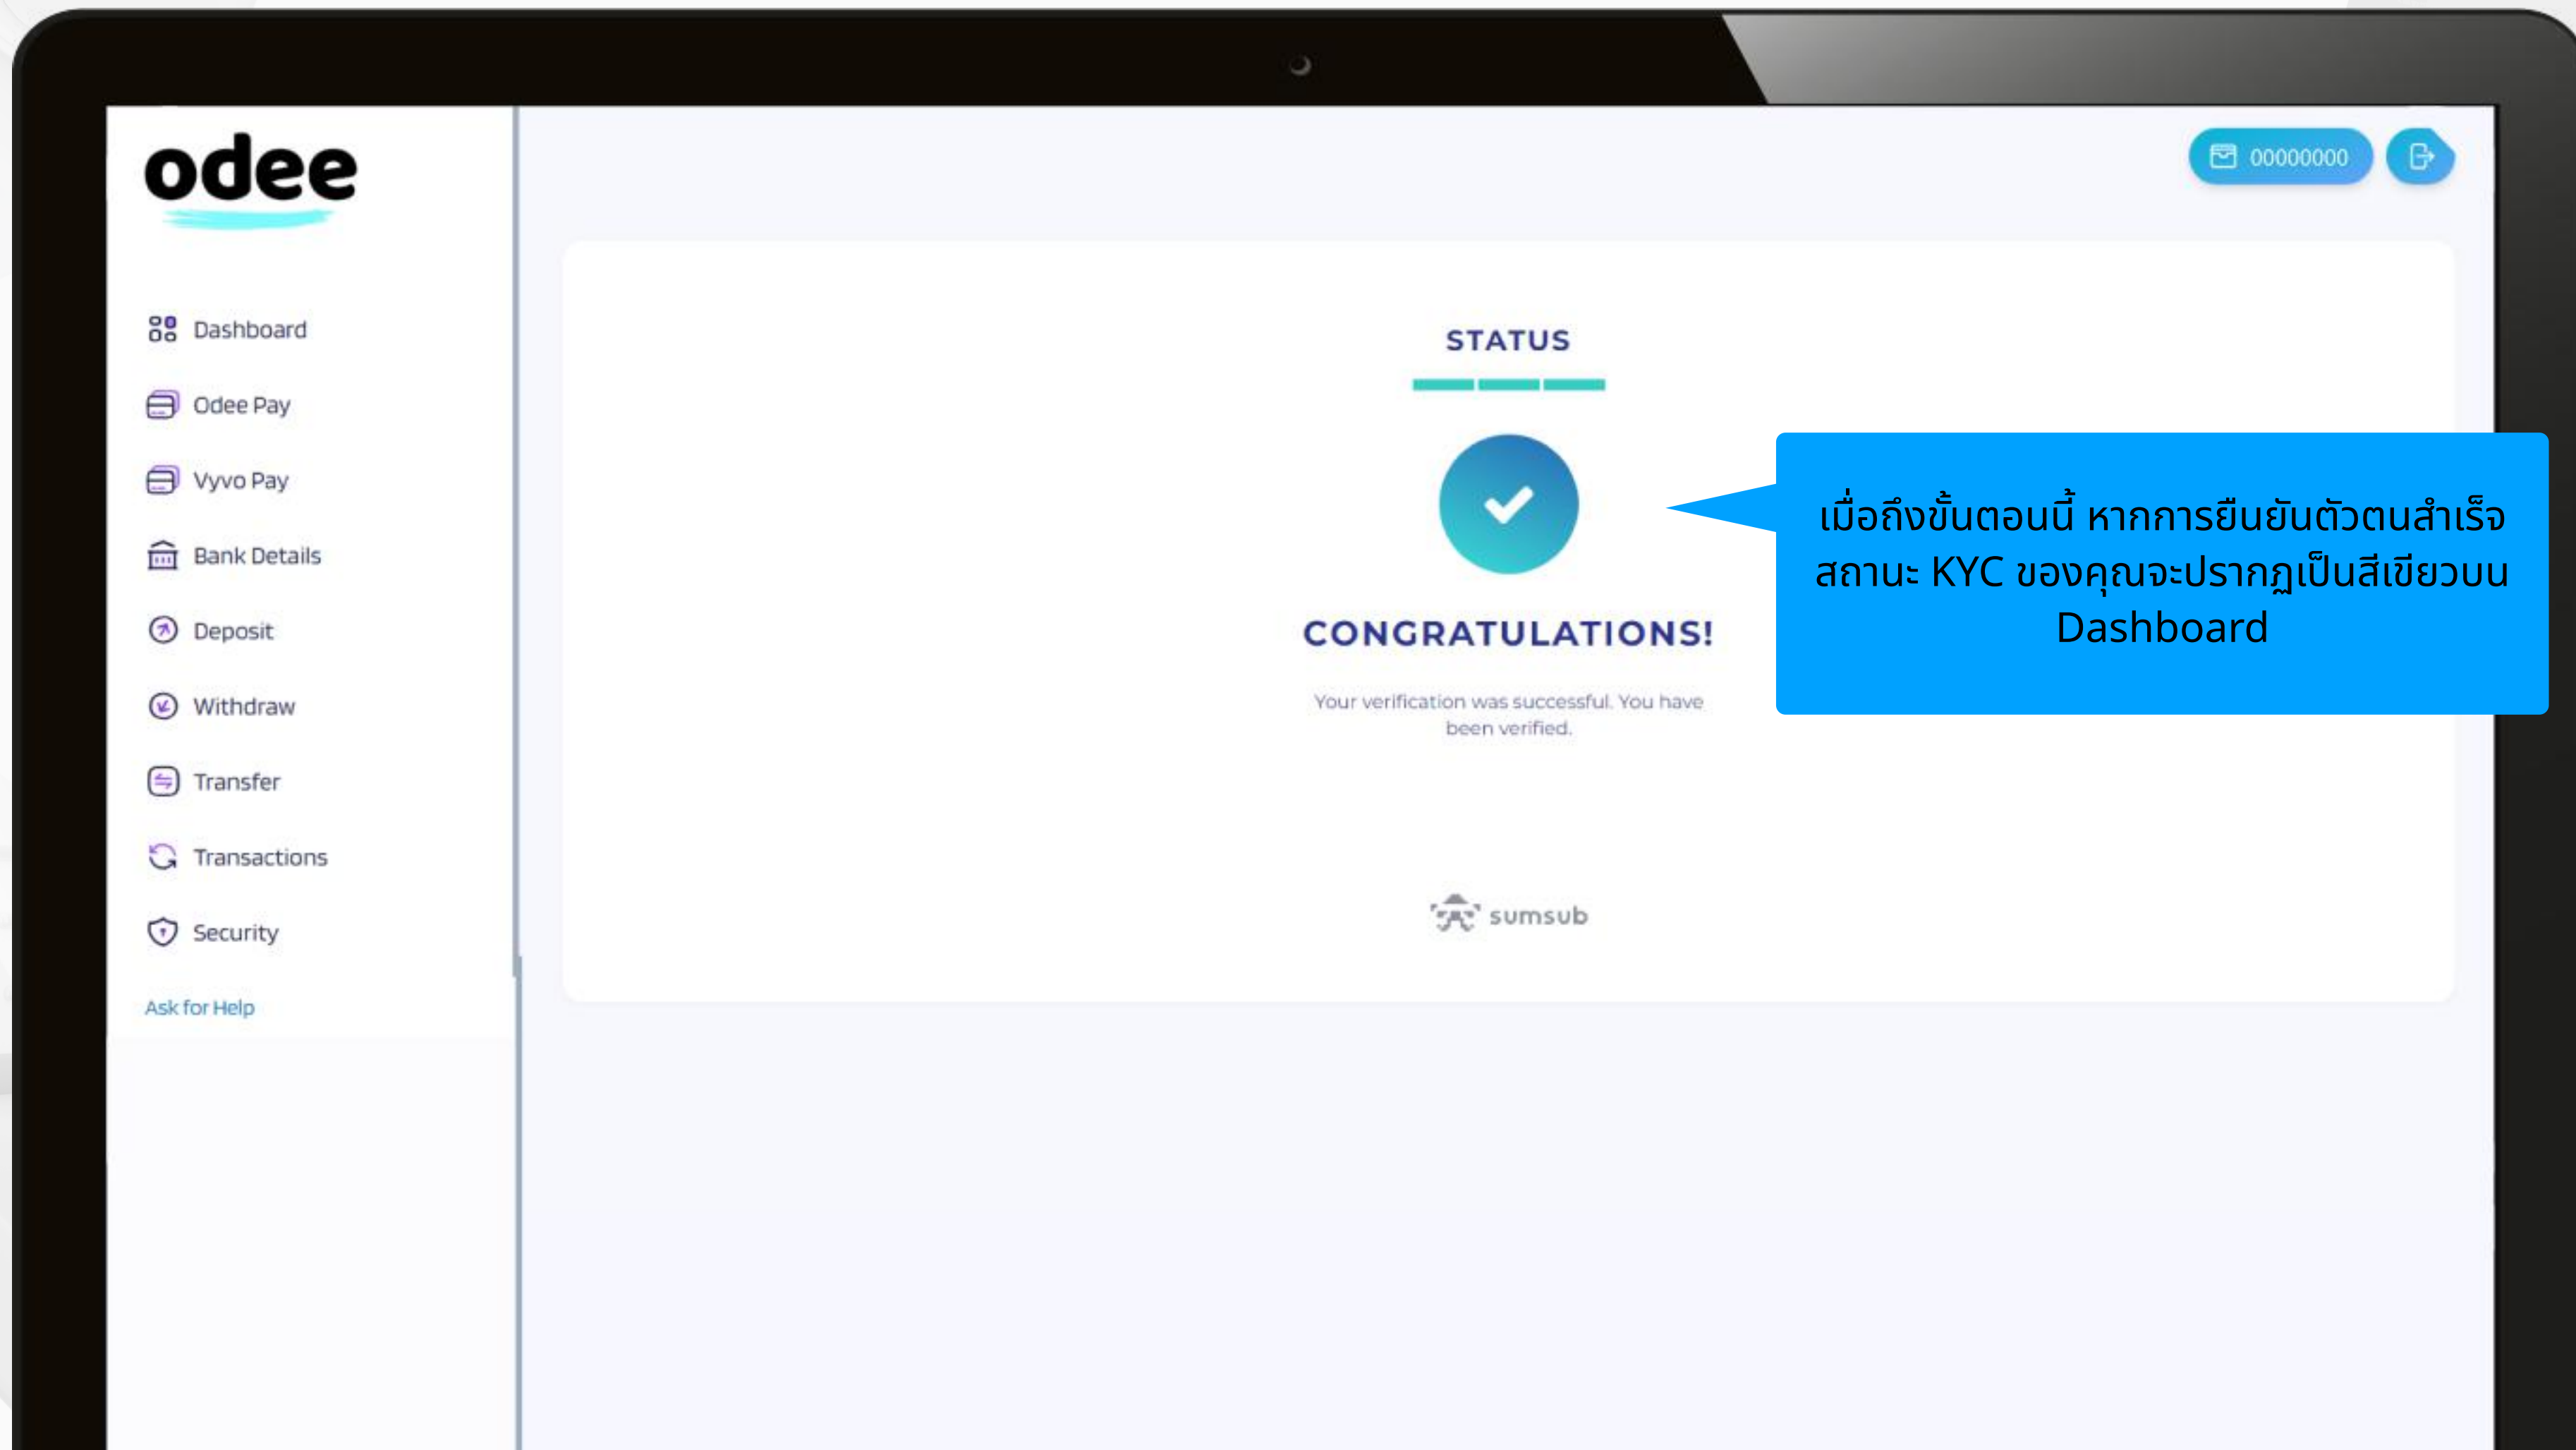 odee
00000000
Dashboard
Odee Pay
Vyvo Pay
Bank Details
Deposit
Withdraw
Transfer
Transactions
Security
Ask for Help
STATUS
CONGRATULATIONS!
Your verification was successful. You have
been verified.
sumsub
เมื่อถึงขั้นตอนนี้ หากการยืนยันตัวตนสำเร็จ
สถานะ KYC ของคุณจะปรากฏเป็นสีเขียวบน
Dashboard